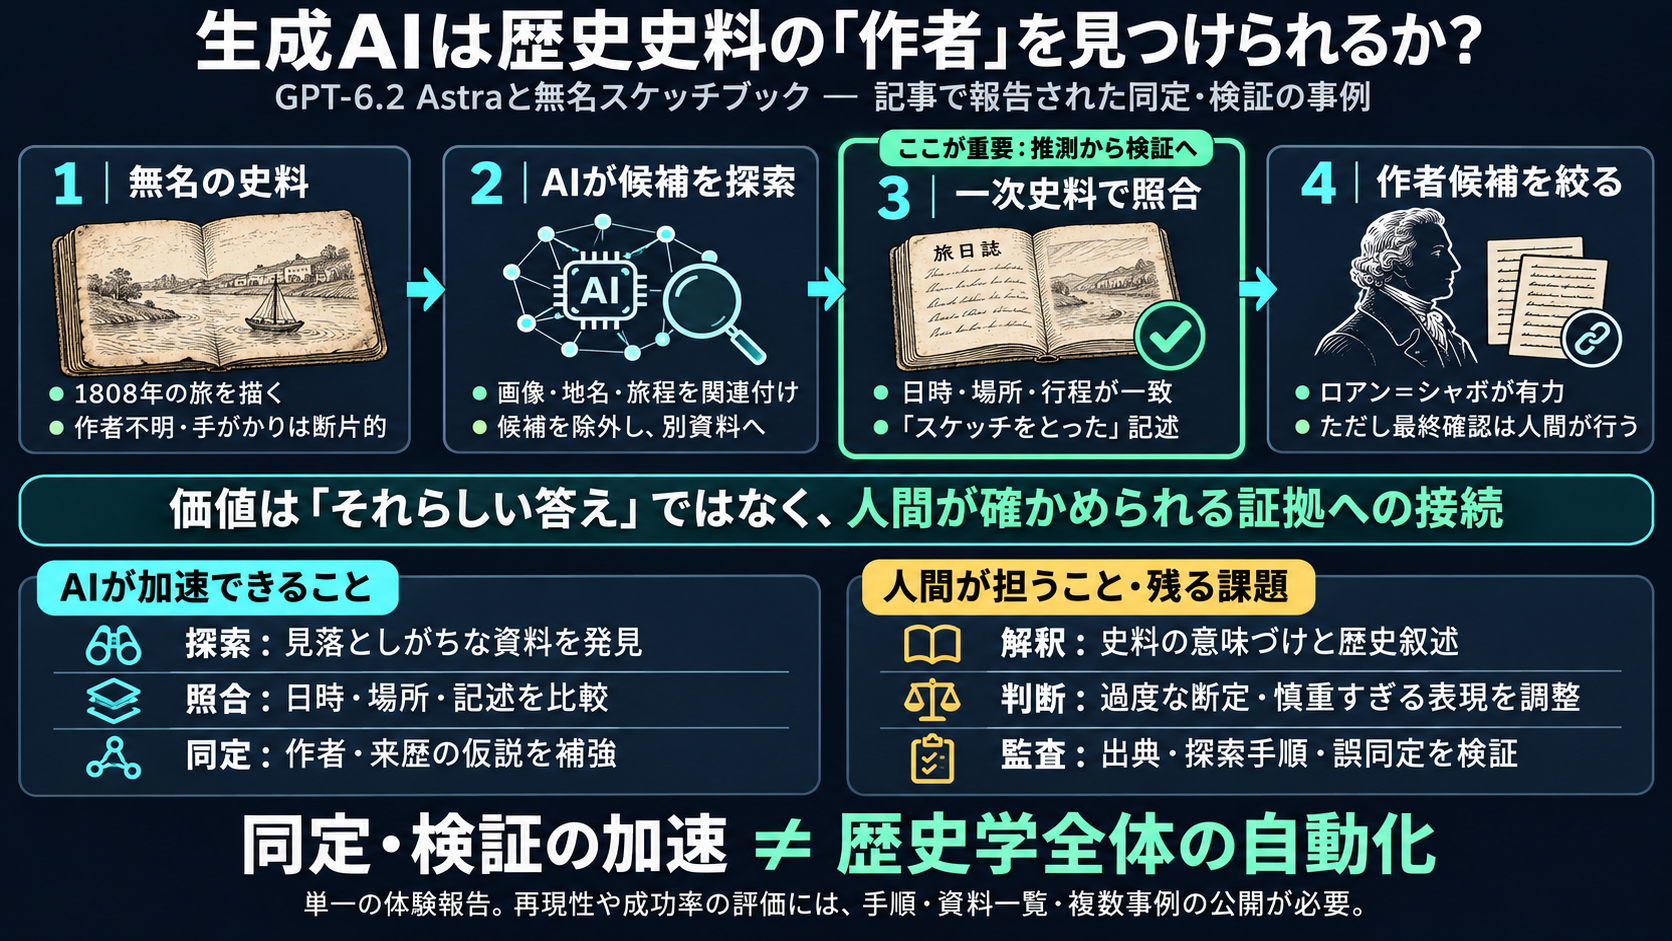 生成AIは歴史史料の「作者」を見つけられるか?
GPT-6.2 Astraと無名スケッチブック — 記事で報告された同定・検証の事例
1 | 無名の史料
1808年の旅を描く
作者不明・手がかりは断片的
2 | AIが候補を探索
AI
画像・地名・旅程を関連付け
候補を除外し、別資料へ
ここが重要:推測から検証へ
3 | 一次史料で照合
旅日誌
日時・場所・行程が一致
「スケッチをとった」記述
4 | 作者候補を絞る
ロアン=シャボが有力
ただし最終確認は人間が行う
価値は「それらしい答え」ではなく、人間が確かめられる証拠への接続
AIが加速できること
探索:見落としがちな資料を発見
照合:日時・場所・記述を比較
同定:作者・来歴の仮説を補強
人間が担うこと・残る課題
解釈:史料の意味づけと歴史叙述
判断:過度な断定・慎重すぎる表現を調整
監査:出典・探索手順・誤同定を検証
同定・検証の加速 ≠ 歴史学全体の自動化
単一の体験報告。再現性や成功率の評価には、手順・資料一覧・複数事例の公開が必要。